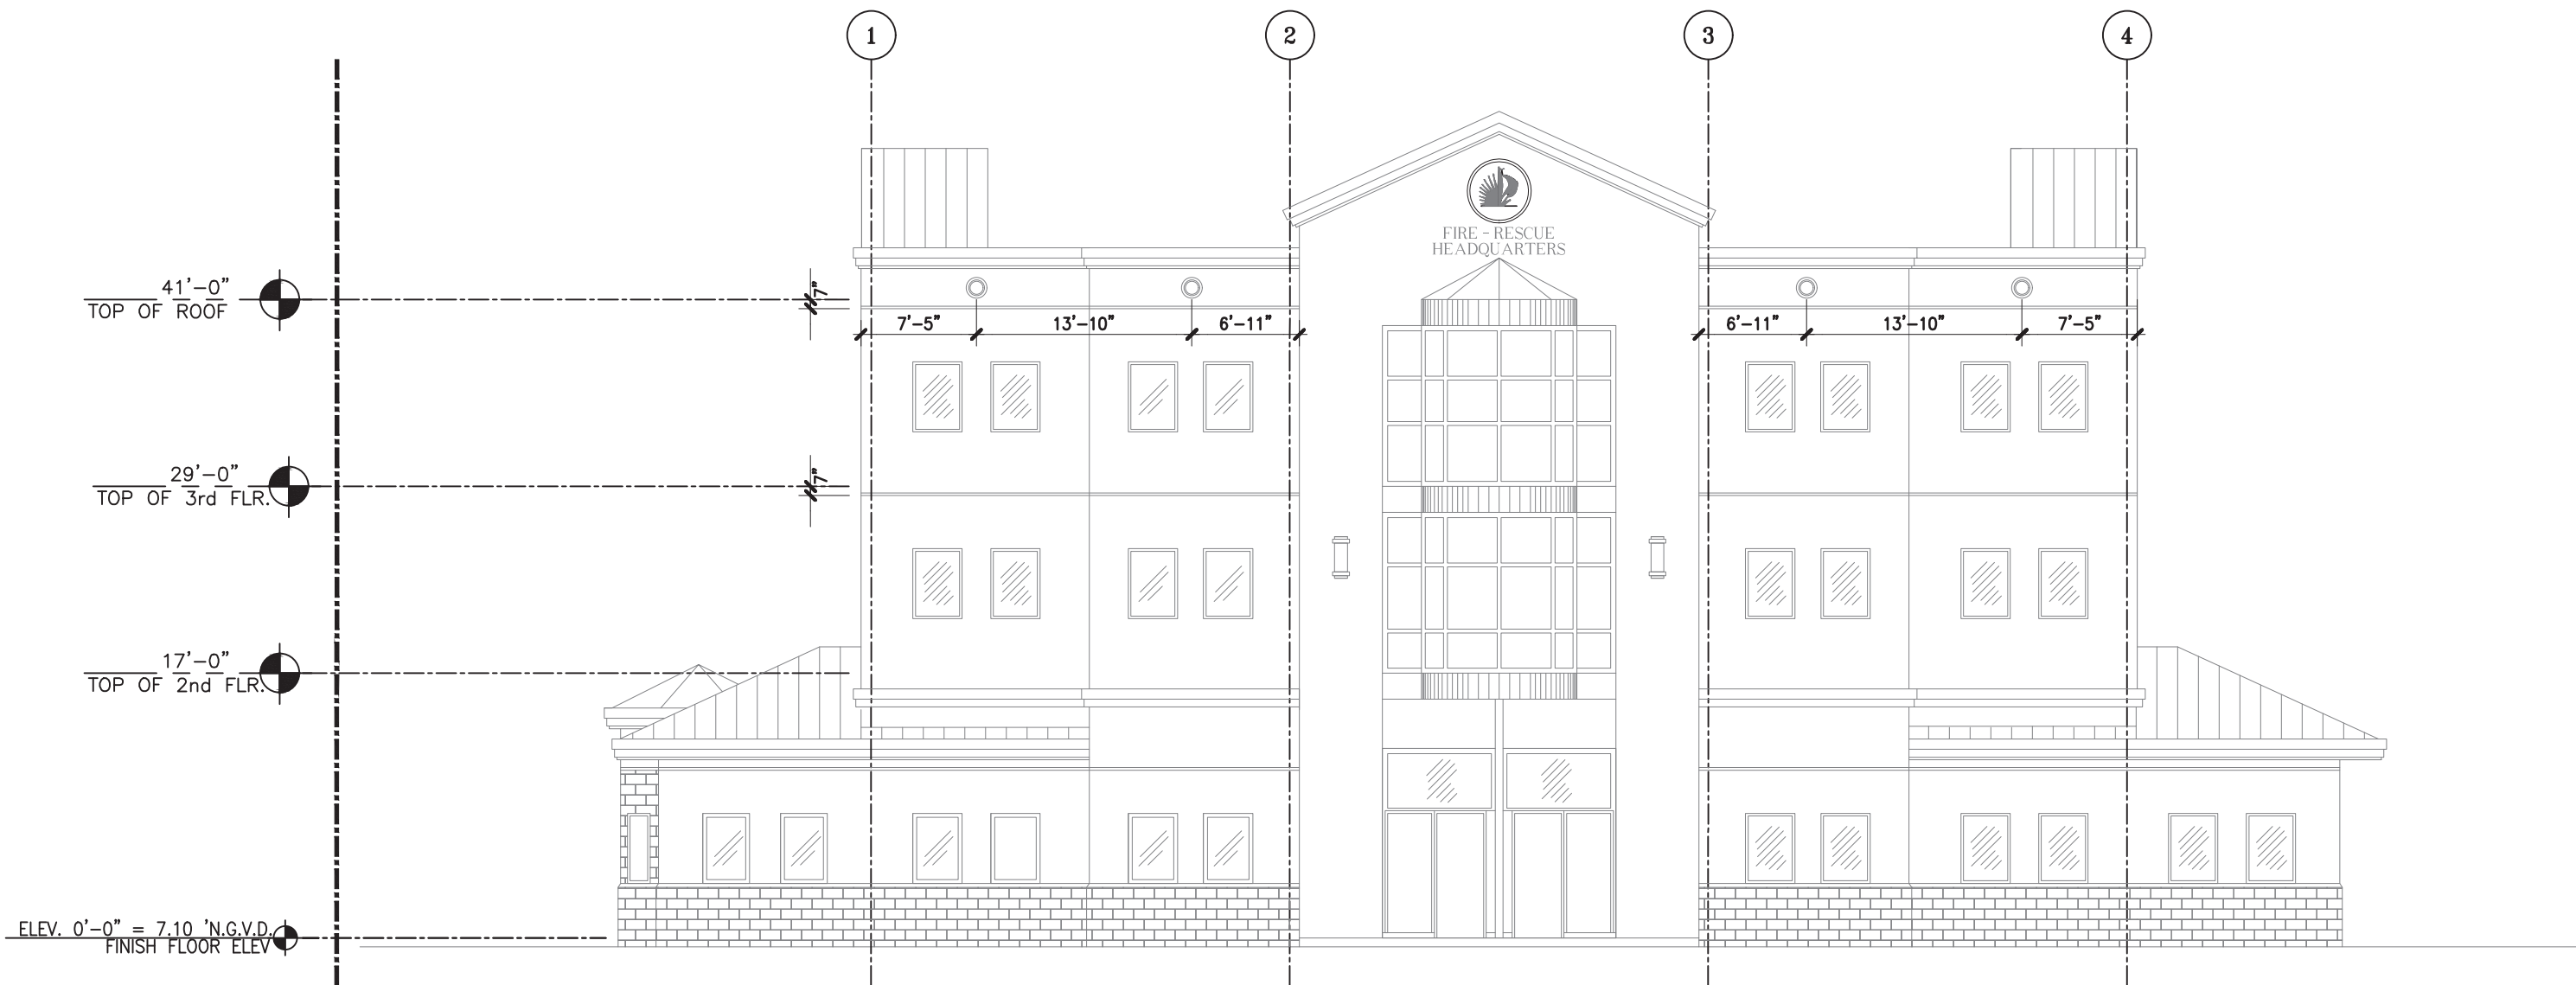 1
2
3
4
FIRE - RESCUE
HEADQUARTERS
41'-0"
TOP OF ROOF
7"
7'-5"
13'-10"
6'-11"
6'-11"
13'-10"
7'-5"
29'-0"
TOP OF 3rd FLR.
7"
17'-0"
TOP OF 2nd FLR.
ELEV. 0'-0" = 7.10 'N.G.V.D.
FINISH FLOOR ELEV